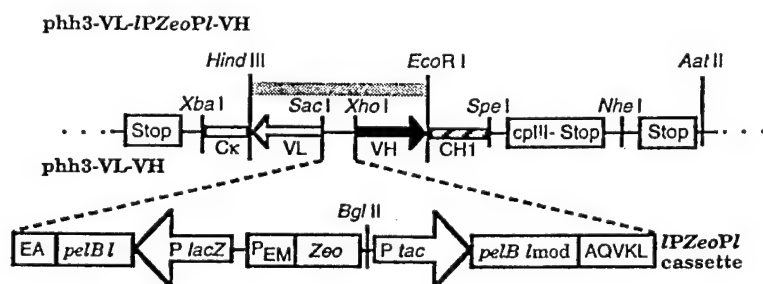 phh3-VL-lPZeoPl-VH
Hind III
EcoR I
Aat II
Xba I
Sac I
Xho I
Spe I
Nhe I
Stop
Cκ
VL
VH
CH1
cpIII- Stop
Stop
phh3-VL-VH
Bgl II
EA
pelB l
P lacZ
PEM
Zeo
P tac
pelB lmod
AQVKL
lPZeoPl
cassette